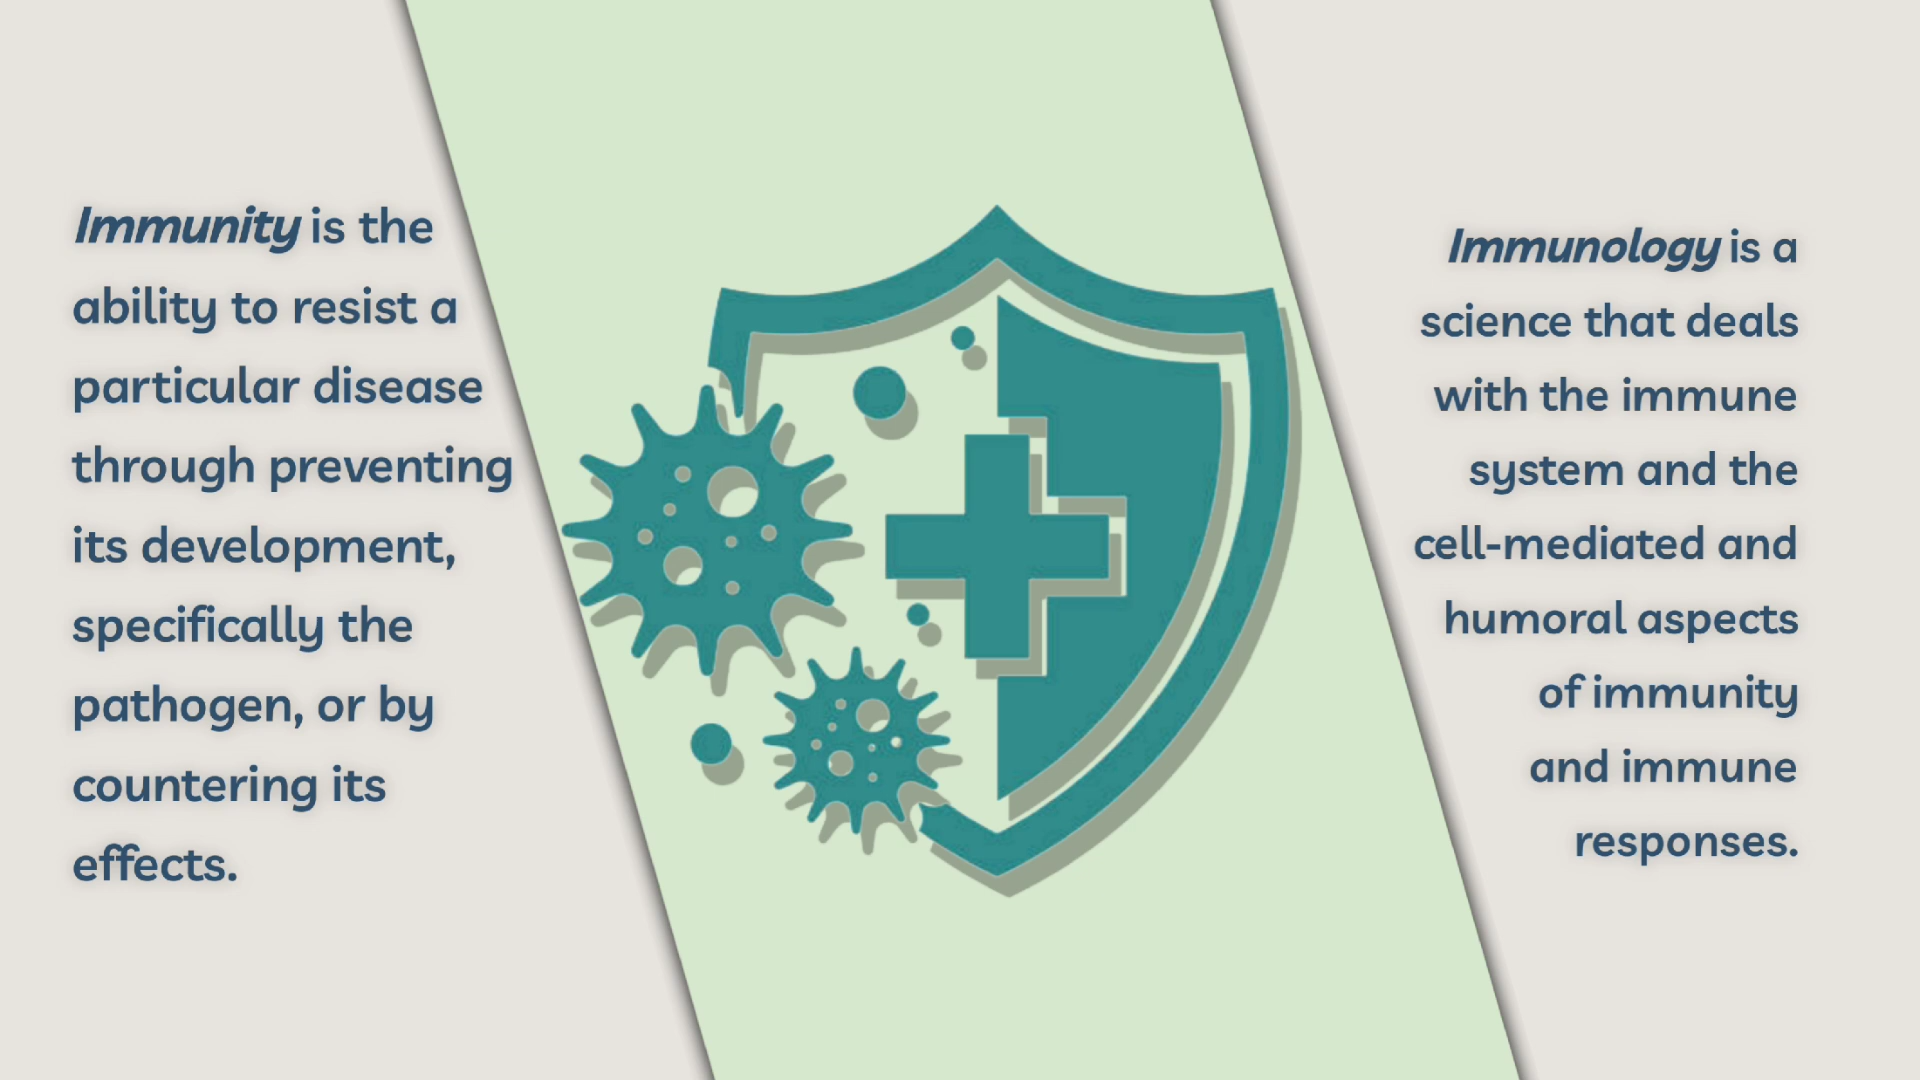 Immunity is the
ability to resist a
particular disease
through preventing
its development,
specifically the
pathogen, or by
countering its
effects.
Immunology is a
science that deals
with the immune
system and the
cell-mediated and
humoral aspects
of immunity
and immune
responses.